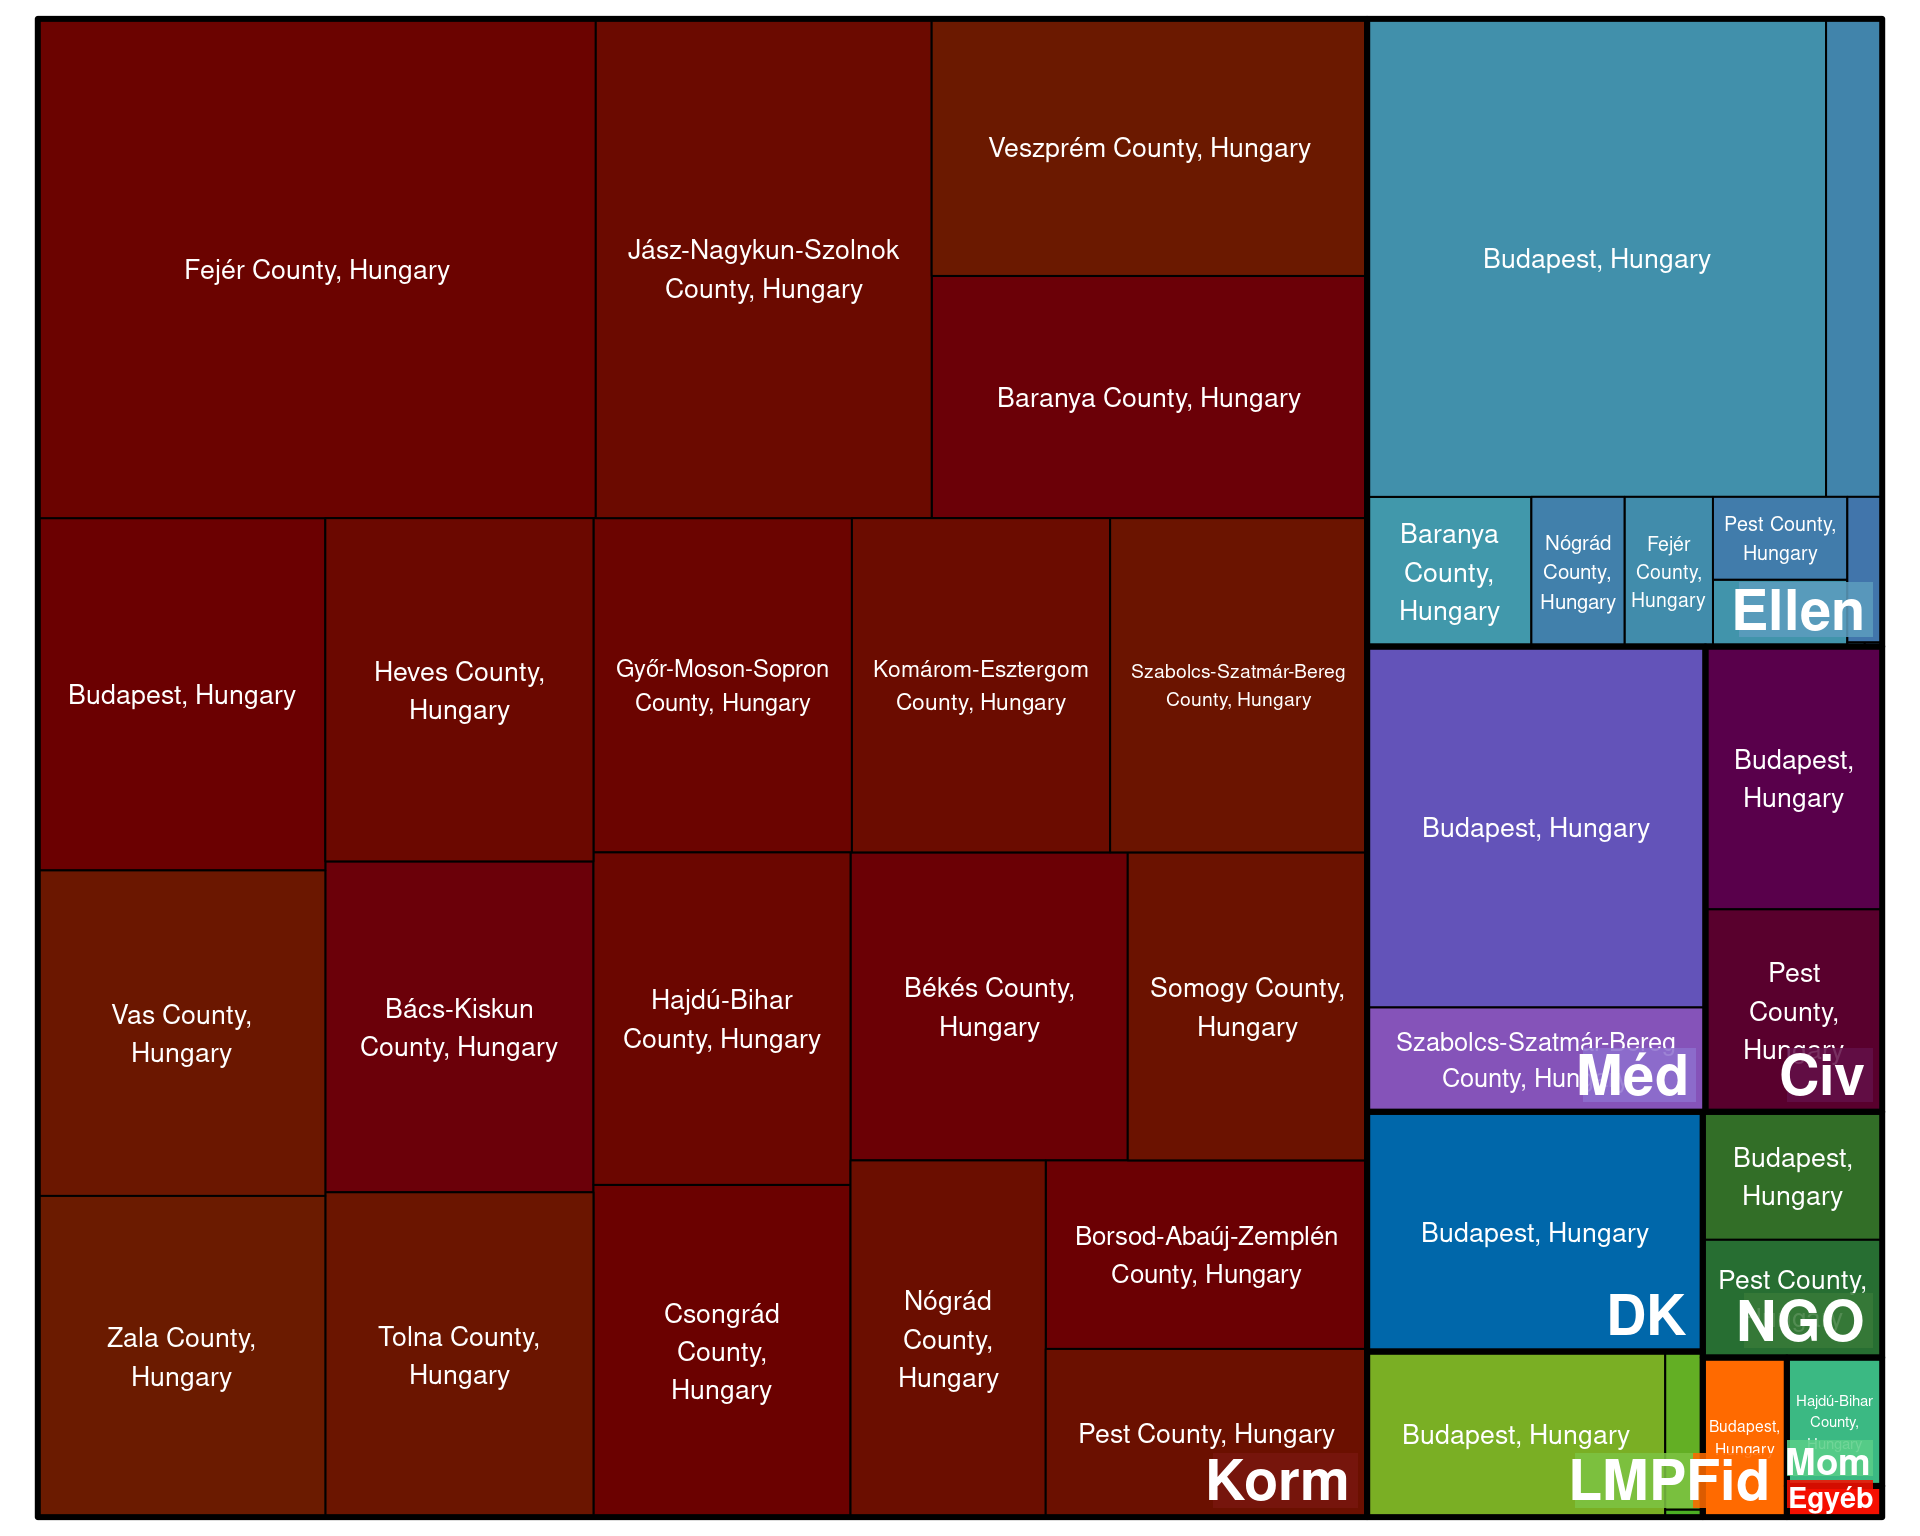 Fejér County, Hungary
Jász-Nagykun-Szolnok
County, Hungary
Veszprém County, Hungary
Baranya County, Hungary
Budapest, Hungary
Heves County,
Hungary
Győr-Moson-Sopron
County, Hungary
Komárom-Esztergom
County, Hungary
Szabolcs-Szatmár-Bereg
County, Hungary
Vas County,
Hungary
Bács-Kiskun
County, Hungary
Hajdú-Bihar
County, Hungary
Békés County,
Hungary
Somogy County,
Hungary
Zala County,
Hungary
Tolna County,
Hungary
Csongrád
County,
Hungary
Nógrád
County,
Hungary
Borsod-Abaúj-Zemplén
County, Hungary
Pest County, Hungary
Korm
Budapest, Hungary
Baranya
County,
Hungary
Nógrád
County,
Hungary
Fejér
County,
Hungary
Pest County,
Hungary
Ellen
Budapest, Hungary
Szabolcs-Szatmár-Bereg
County, Hun
Méd
Budapest,
Hungary
Pest
County,
Hungary
Civ
Budapest, Hungary
DK
Budapest,
Hungary
Pest County,
NGO
Budapest, Hungary
LMP
Budapest,
Hungary
Fid
Hajdú-Bihar
County,
Hungary
Mom
Egyéb